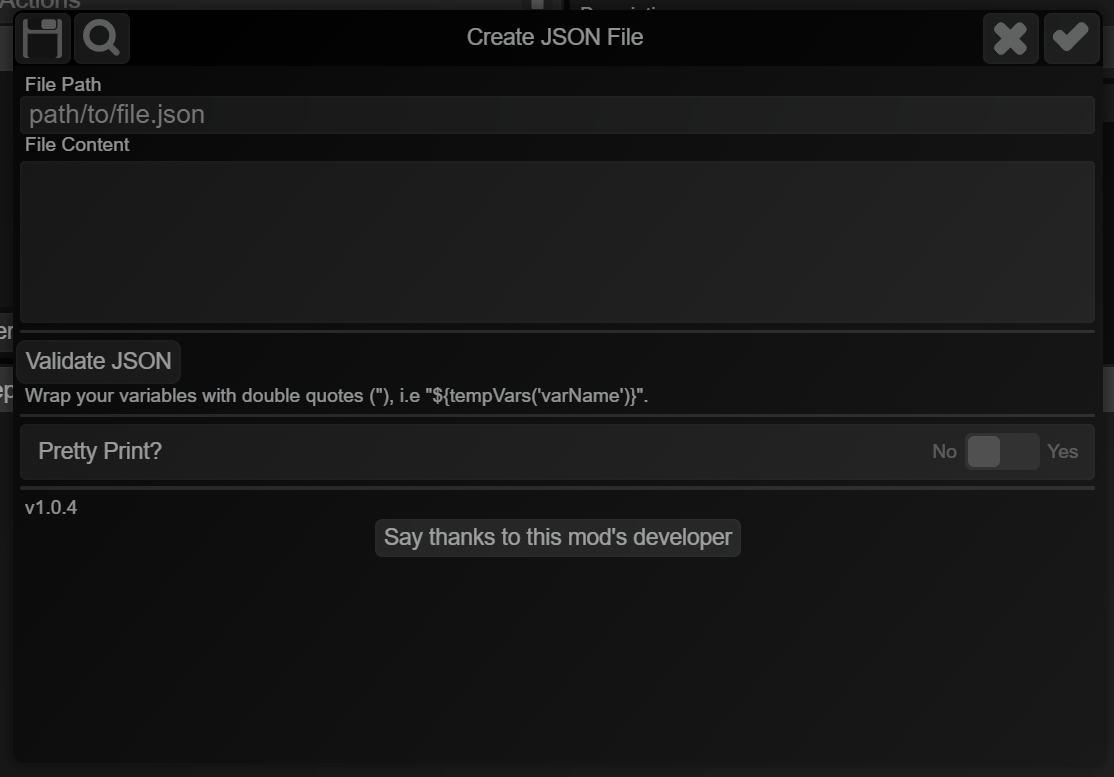 Actions
Create JSON File
File Path
path/to/file.json
File Content
Validate JSON
Wrap your variables with double quotes ("), i.e "${tempVars('varName')}".
Pretty Print?
No Yes
v1.0.4
Say thanks to this mod's developer